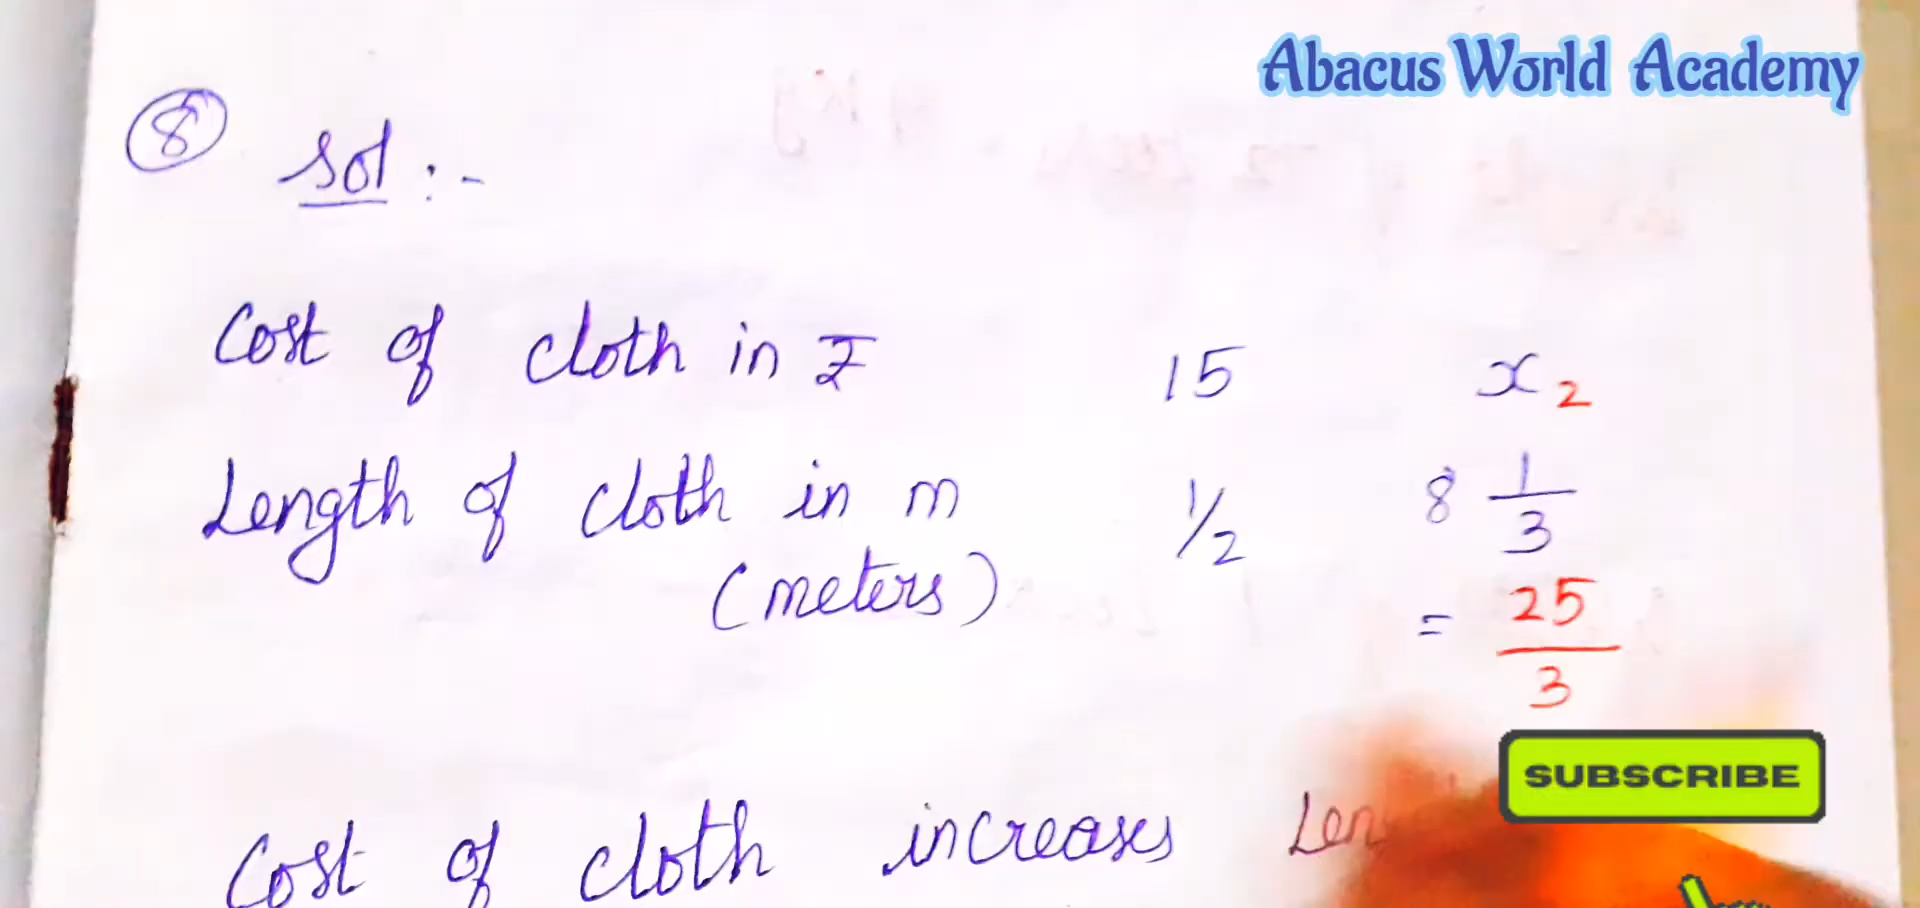 Abacus World Academy
8
Sol :-
Cost of cloth in ₹ 15 x 2
Length of cloth in m 1/2 8 1/3
(meters) = 25/3
SUBSCRIBE
Cost of cloth increases